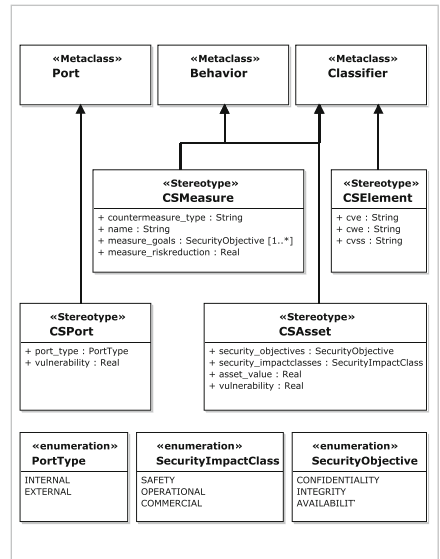 «Metaclass»
Port
«Metaclass»
Behavior
«Metaclass»
Classifier
«Stereotype»
CSMeasure
+ countermeasure_type : String
+ name : String
+ measure_goals : SecurityObjective [1..*]
+ measure_riskreduction : Real
«Stereotype»
CSElement
+ cve : String
+ cwe : String
+ cvss : String
«Stereotype»
CSPort
+ port_type : PortType
+ vulnerability : Real
«Stereotype»
CSAsset
+ security_objectives : SecurityObjective
+ security_impactclasses : SecurityImpactClass
+ asset_value : Real
+ vulnerability : Real
«enumeration»
PortType
INTERNAL
EXTERNAL
«enumeration»
SecurityImpactClass
SAFETY
OPERATIONAL
COMMERCIAL
«enumeration»
SecurityObjective
CONFIDENTIALITY
INTEGRITY
AVAILABILIT'